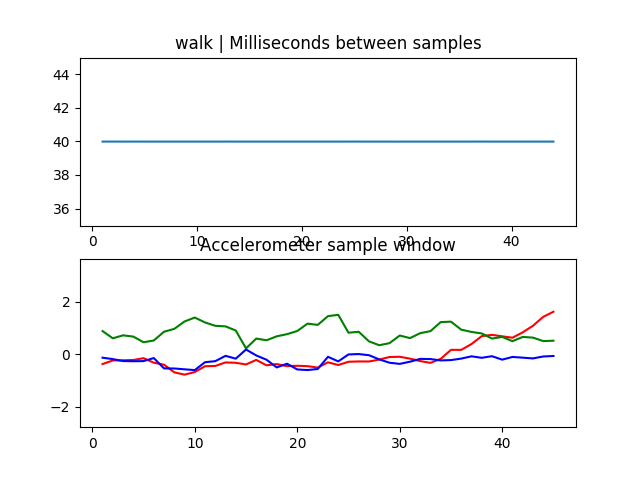 walk | Milliseconds between samples
44
42
40
38
36
0 10 20 30 40
Accelerometer sample window
2
0
−2
0 10 20 30 40